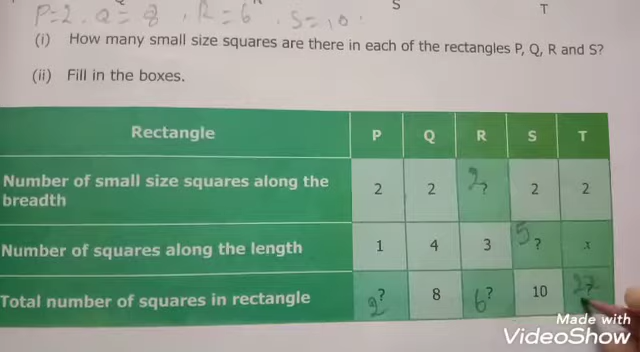 P=2 . Q= 8 , R=6 . S=10.
S T
(i) How many small size squares are there in each of the rectangles P, Q, R and S?
(ii) Fill in the boxes.
Rectangle P Q R S T
Number of small size squares along the breadth 2 2 2? 2 2
Number of squares along the length 1 4 3 5? x
Total number of squares in rectangle 2? 8 6? 10 2x?
Made with
VideoShow